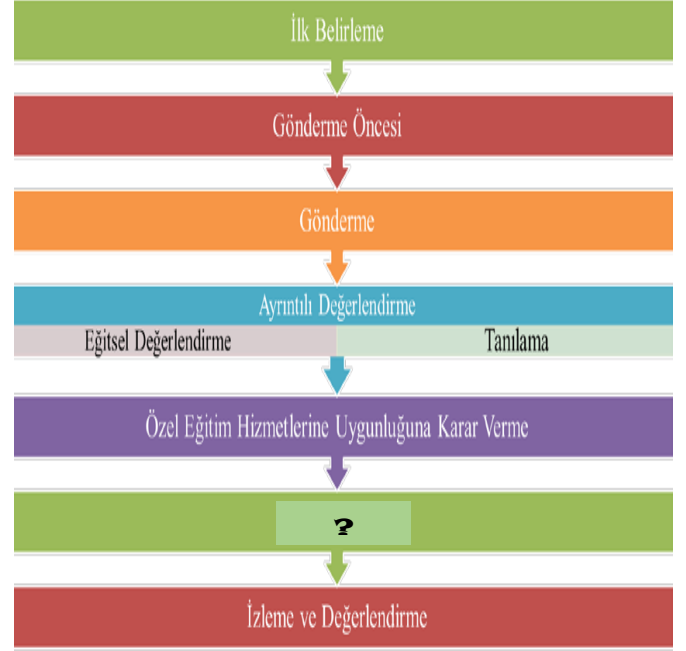 İlk Belirleme
Gönderme Öncesi
Gönderme
Ayrıntılı Değerlendirme
Eğitsel Değerlendirme Tanılama
Özel Eğitim Hizmetlerine Uygunluğuna Karar Verme
?
İzleme ve Değerlendirme